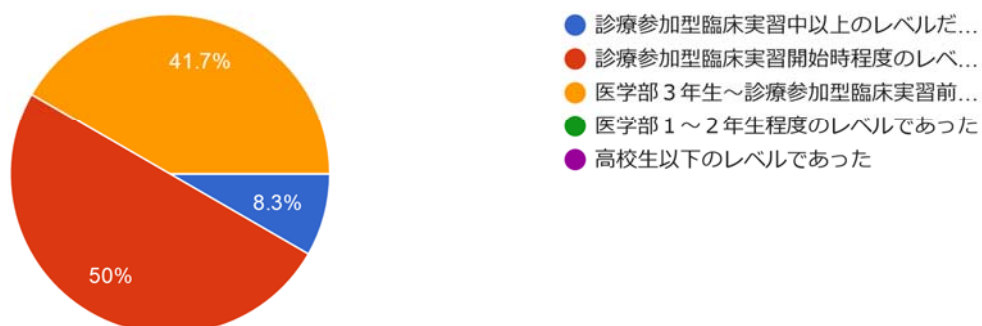 41.7%
8.3%
50%
診療参加型臨床実習中以上のレベルだ...
診療参加型臨床実習開始時程度のレベ...
医学部３年生～診療参加型臨床実習前...
医学部１～２年生程度のレベルであった
高校生以下のレベルであった